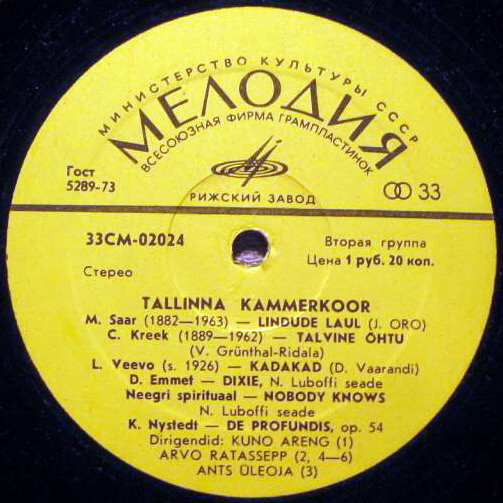 МИНИСТЕРСТВО КУЛЬТУРЫ СССР
МЕЛОДИЯ
ВСЕСОЮЗНАЯ ФИРМА ГРАМПЛАСТИНОК
Гост
5289-73
РИЖСКИЙ ЗАВОД
33
33СМ-02024
Стерео
Вторая группа
Цена 1 руб. 20 коп.
TALLINNA KAMMERKOOR
M. Saar (1882—1963) — LINDUDE LAUL (J. ORO)
C. Kreek (1889—1962) — TALVINE ÕHTU
(V. Grünthal-Ridala)
L. Veevo (s. 1926) — KADAKAD (D. Vaarandi)
D. Emmet — DIXIE, N. Luboffi seade
Neegri spirituaal — NOBODY KNOWS
N. Luboffi seade
K. Nystedt — DE PROFUNDIS, op. 54
Dirigendid: KUNO ARENG (1)
ARVO RATASSEPP (2, 4—6)
ANTS ÜLEOJA (3)